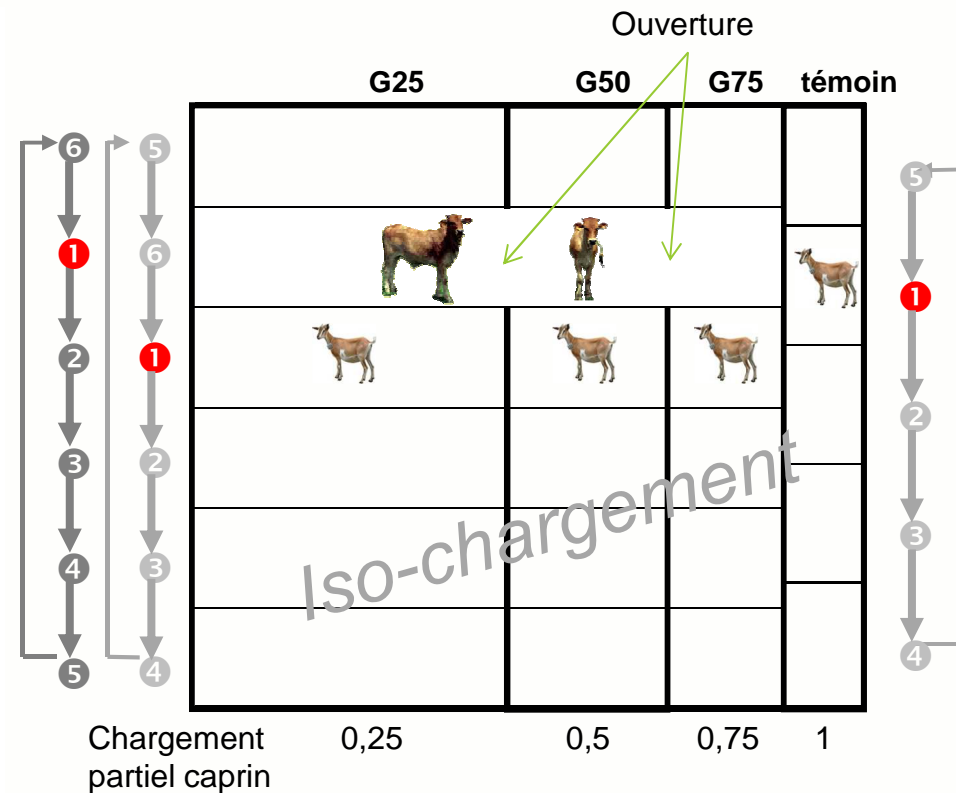 Ouverture
G25 G50 G75 témoin
6 5
5
1 6
1
1
2
2 2
3
3 3
4
4
5 4
Iso-chargement
Chargement 0,25 0,5 0,75 1
partiel caprin